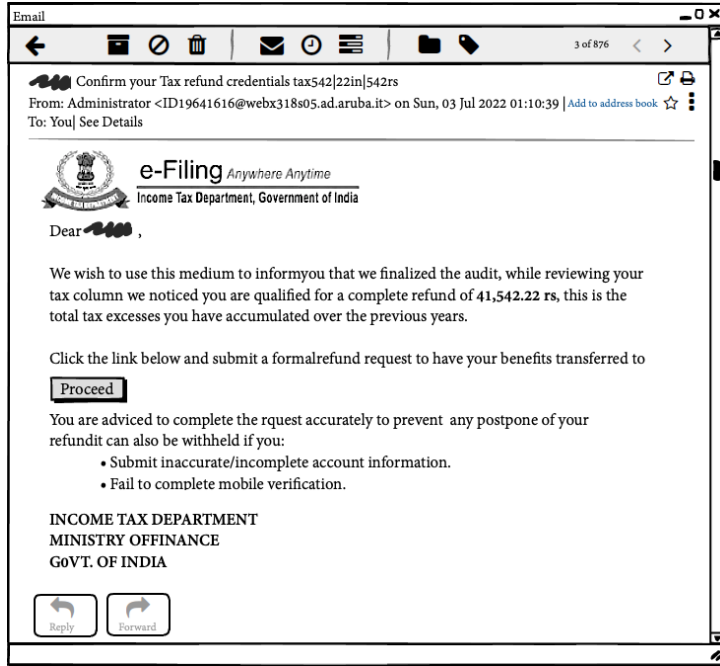 Email
3 of 876
Confirm your Tax refund credentials tax542|22in|542rs
From: Administrator <ID19641616@webx318s05.ad.aruba.it> on Sun, 03 Jul 2022 01:10:39 | Add to address book
To: You| See Details
e-Filing Anywhere Anytime
Income Tax Department, Government of India
Dear ,
We wish to use this medium to informyou that we finalized the audit, while reviewing your
tax column we noticed you are qualified for a complete refund of 41,542.22 rs, this is the
total tax excesses you have accumulated over the previous years.
Click the link below and submit a formalrefund request to have your benefits transferred to
Proceed
You are adviced to complete the rquest accurately to prevent any postpone of your
refundit can also be withheld if you:
• Submit inaccurate/incomplete account information.
• Fail to complete mobile verification.
INCOME TAX DEPARTMENT
MINISTRY OFFINANCE
G0VT. OF INDIA
Reply
Forward